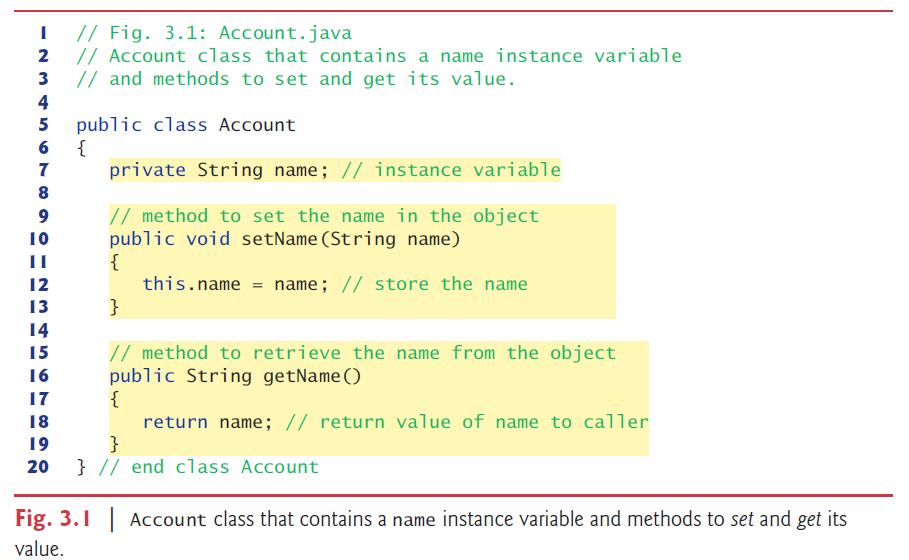 1 // Fig. 3.1: Account.java
2 // Account class that contains a name instance variable
3 // and methods to set and get its value.
4
5 public class Account
6 {
7 private String name; // instance variable
8
9 // method to set the name in the object
10 public void setName(String name)
11 {
12 this.name = name; // store the name
13 }
14
15 // method to retrieve the name from the object
16 public String getName()
17 {
18 return name; // return value of name to caller
19 }
20 } // end class Account
Fig. 3.1 | Account class that contains a name instance variable and methods to set and get its
value.